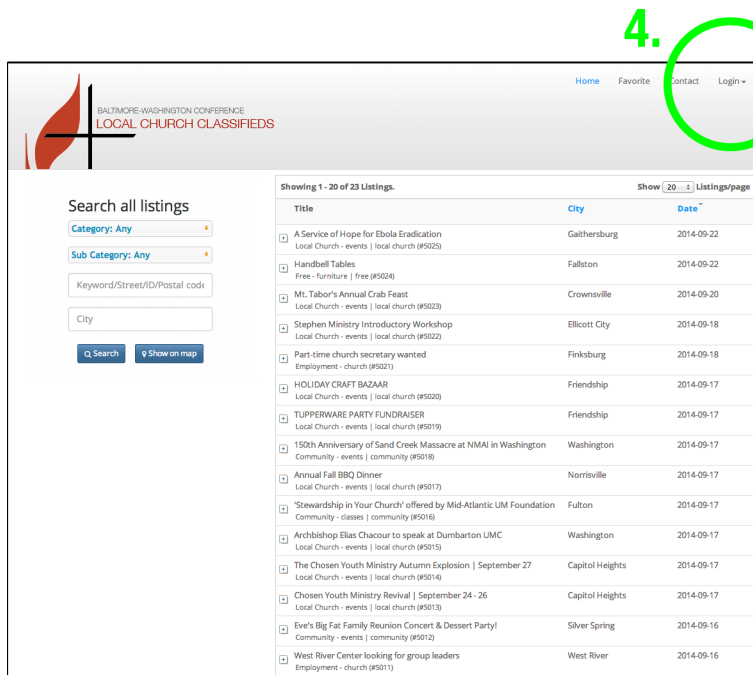 4.
Home Favorite Contact Login
BALTIMORE-WASHINGTON CONFERENCE
LOCAL CHURCH CLASSIFIEDS
Search all listings
Category: Any
Sub Category: Any
Keyword/Street/ID/Postal code
City
Search Show on map
Showing 1 - 20 of 23 Listings. Show 20 Listings/page
Title City Date
A Service of Hope for Ebola Eradication Gaithersburg 2014-09-22
Local Church - events | local church (#5025)
Handbell Tables Fallston 2014-09-22
Free - furniture | free (#5024)
Mt. Tabor's Annual Crab Feast Crownsville 2014-09-20
Local Church - events | local church (#5023)
Stephen Ministry Introductory Workshop Ellicott City 2014-09-18
Local Church - events | local church (#5022)
Part-time church secretary wanted Finksburg 2014-09-18
Employment - church (#5021)
HOLIDAY CRAFT BAZAAR Friendship 2014-09-17
Local Church - events | local church (#5020)
TUPPERWARE PARTY FUNDRAISER Friendship 2014-09-17
Local Church - events | local church (#5019)
150th Anniversary of Sand Creek Massacre at NMAI in Washington Washington 2014-09-17
Community - events | community (#5018)
Annual Fall BBQ Dinner Norrisville 2014-09-17
Local Church - events | local church (#5017)
'Stewardship in Your Church' offered by Mid-Atlantic UM Foundation Fulton 2014-09-17
Community - classes | community (#5016)
Archbishop Elias Chacour to speak at Dumbarton UMC Washington 2014-09-17
Local Church - events | local church (#5015)
The Chosen Youth Ministry Autumn Explosion | September 27 Capitol Heights 2014-09-17
Local Church - events | local church (#5014)
Chosen Youth Ministry Revival | September 24 - 26 Capitol Heights 2014-09-17
Local Church - events | local church (#5013)
Eve's Big Fat Family Reunion Concert & Dessert Party! Silver Spring 2014-09-16
Community - events | community (#5012)
West River Center looking for group leaders West River 2014-09-16
Employment - church (#5011)